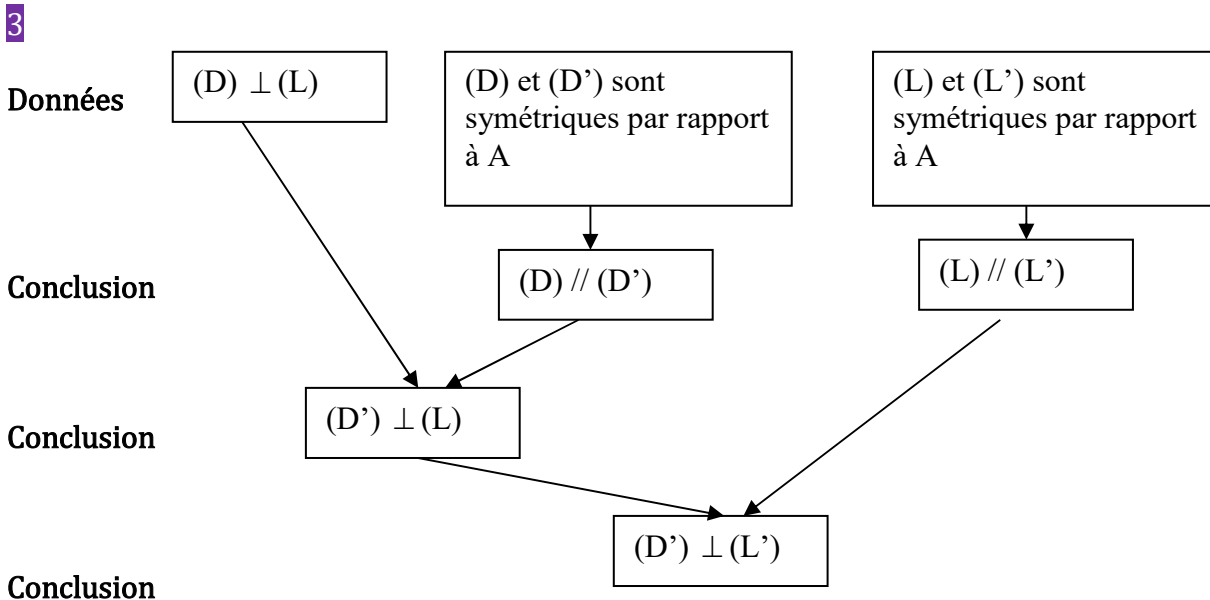 3
Données
(D) ⊥ (L)
(D) et (D’) sont
symétriques par rapport
à A
(L) et (L’) sont
symétriques par rapport
à A
Conclusion
(D) // (D’)
(L) // (L’)
Conclusion
(D’) ⊥ (L)
(D’) ⊥ (L’)
Conclusion